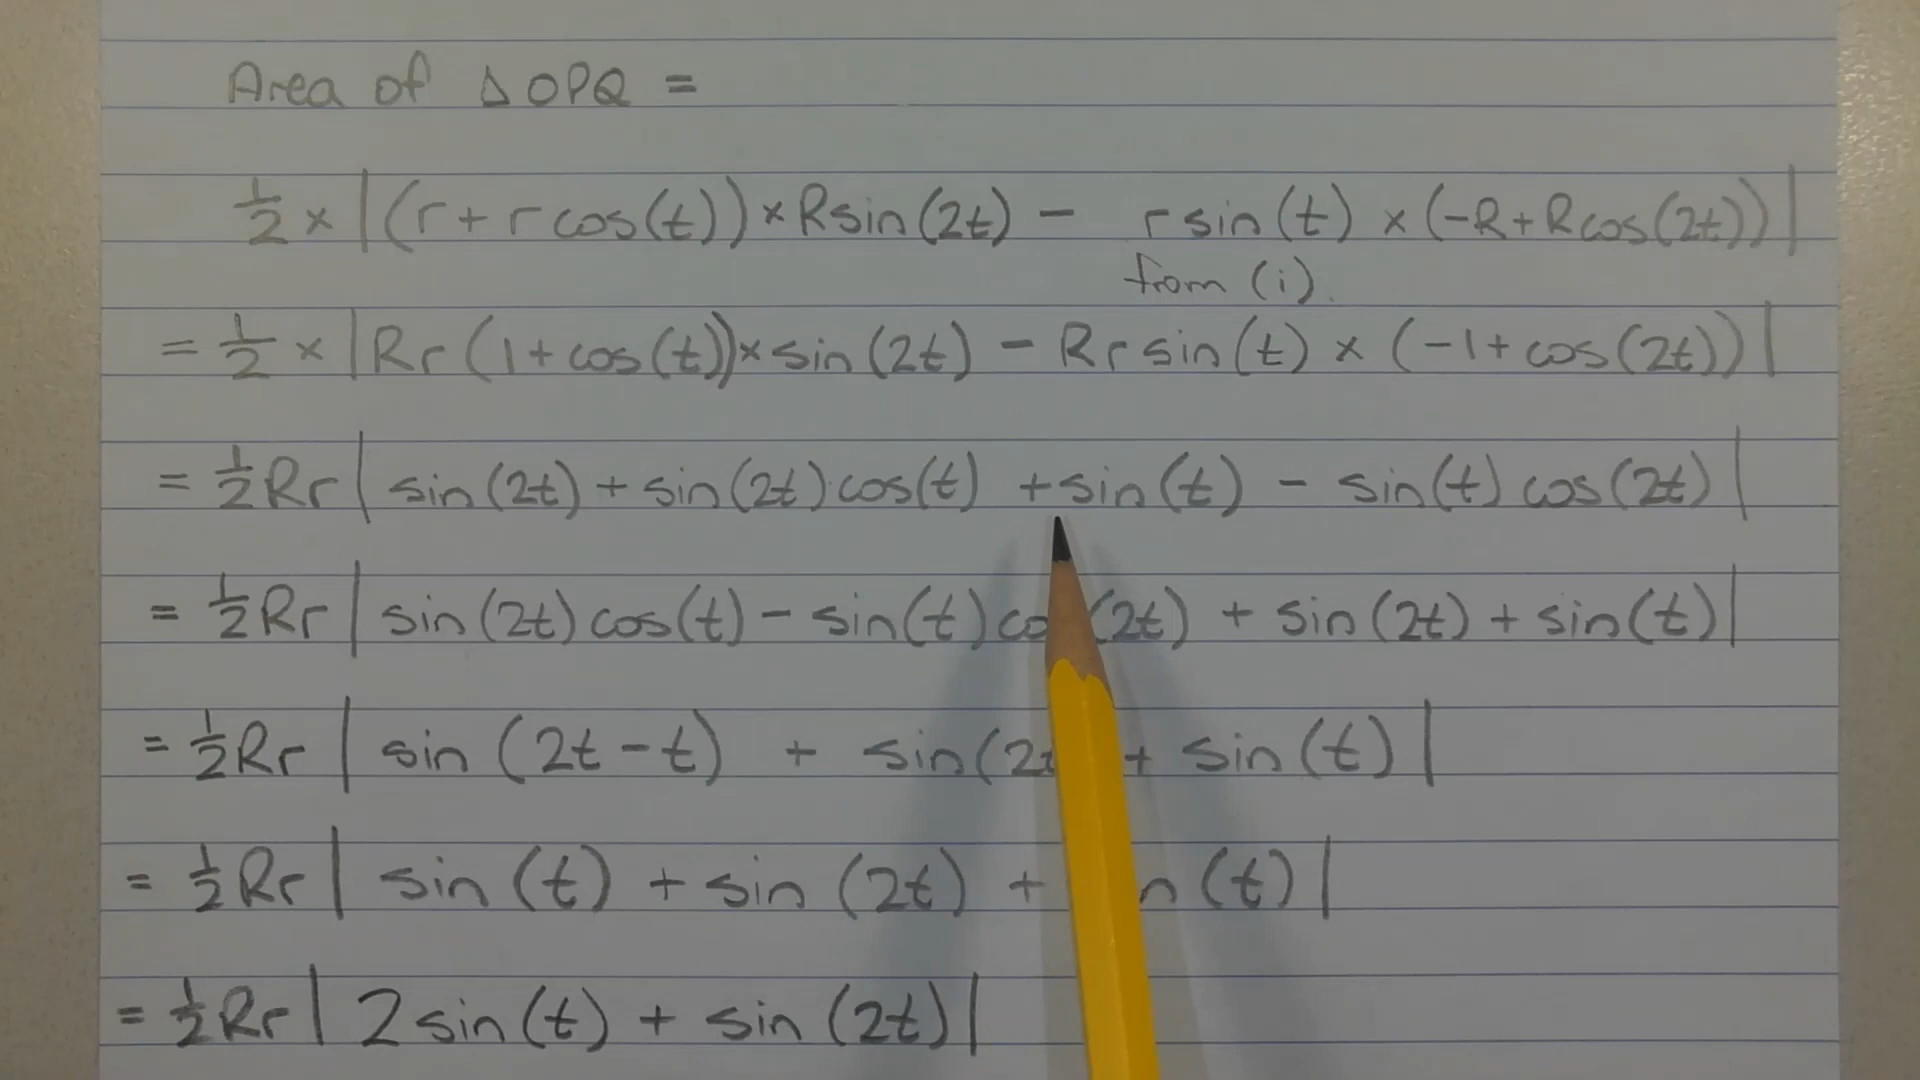 Area of △OPQ =
½ × |(r + r cos(t)) × R sin(2t) − r sin(t) × (−R + R cos(2t))|
from (i).
= ½ × |Rr (1 + cos(t)) × sin(2t) − Rr sin(t) × (−1 + cos(2t))|
= ½Rr | sin(2t) + sin(2t) cos(t) + sin(t) − sin(t) cos(2t) |
= ½Rr | sin(2t) cos(t) − sin(t) co (2t) + sin(2t) + sin(t) |
= ½Rr | sin (2t − t) + sin(2t + sin(t) |
= ½Rr | sin (t) + sin (2t) + n (t) |
= ½Rr | 2 sin(t) + sin (2t) |